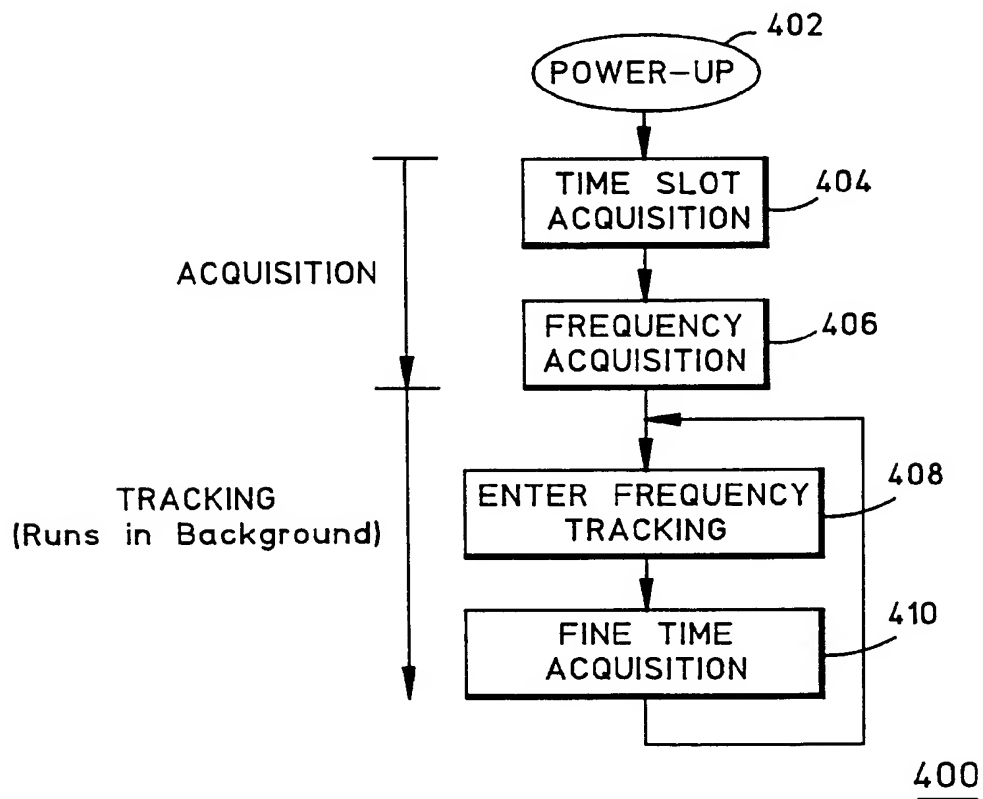 402
POWER-UP
TIME SLOT
ACQUISITION
404
ACQUISITION
FREQUENCY
ACQUISITION
406
TRACKING
(Runs in Background)
ENTER FREQUENCY
TRACKING
408
FINE TIME
ACQUISITION
410
400